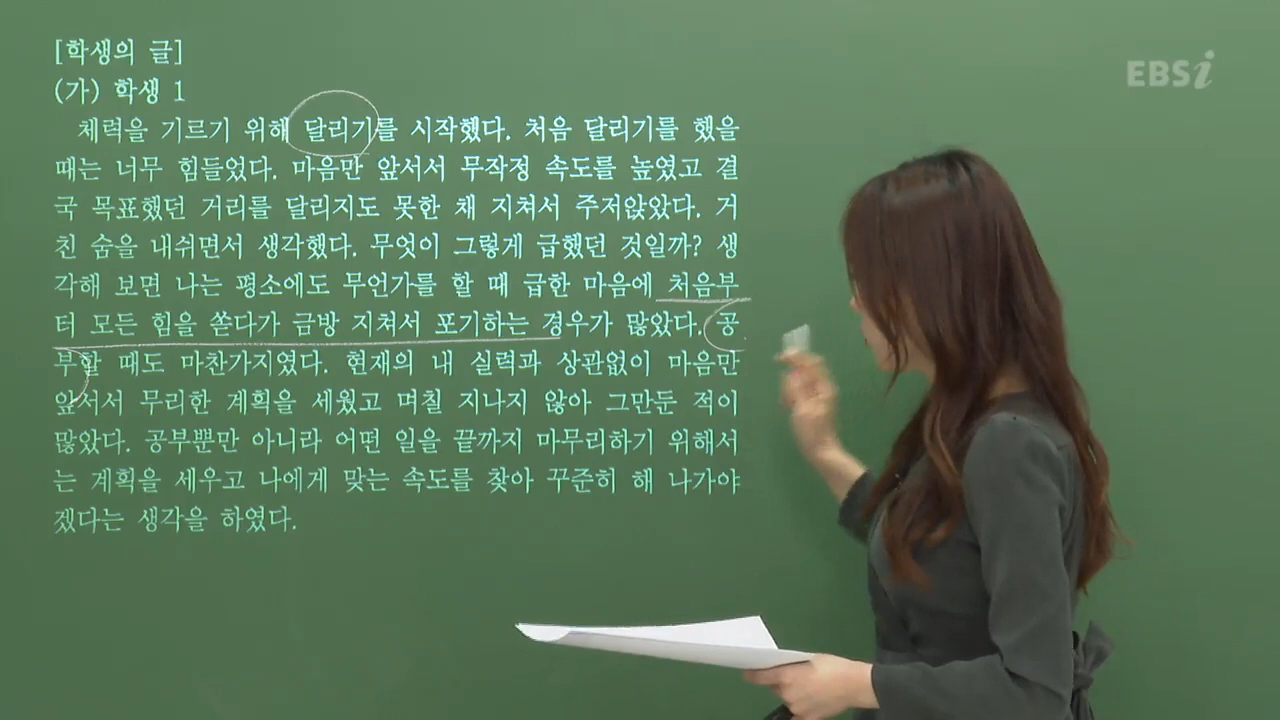 [학생의 글]
EBSi
(가) 학생 1
체력을 기르기 위해 달리기를 시작했다. 처음 달리기를 했을
때는 너무 힘들었다. 마음만 앞서서 무작정 속도를 높였고 결
국 목표했던 거리를 달리지도 못한 채 지쳐서 주저앉았다. 거
친 숨을 내쉬면서 생각했다. 무엇이 그렇게 급했던 것일까? 생
각해 보면 나는 평소에도 무언가를 할 때 급한 마음에 처음부
터 모든 힘을 쏟다가 금방 지쳐서 포기하는 경우가 많았다. 공
부할 때도 마찬가지였다. 현재의 내 실력과 상관없이 마음만
앞서서 무리한 계획을 세웠고 며칠 지나지 않아 그만둔 적이
많았다. 공부뿐만 아니라 어떤 일을 끝까지 마무리하기 위해서
는 계획을 세우고 나에게 맞는 속도를 찾아 꾸준히 해 나가야
겠다는 생각을 하였다.